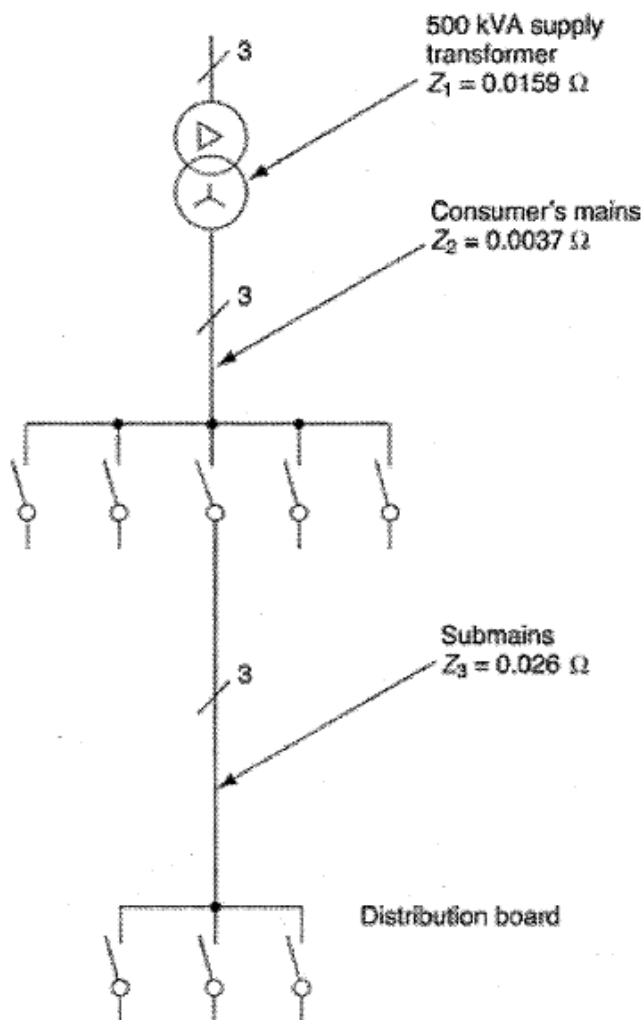 500 kVA supply
transformer
Z₁ = 0.0159 Ω
3
Consumer's mains
Z₂ = 0.0037 Ω
3
Submains
Z₃ = 0.026 Ω
3
Distribution board